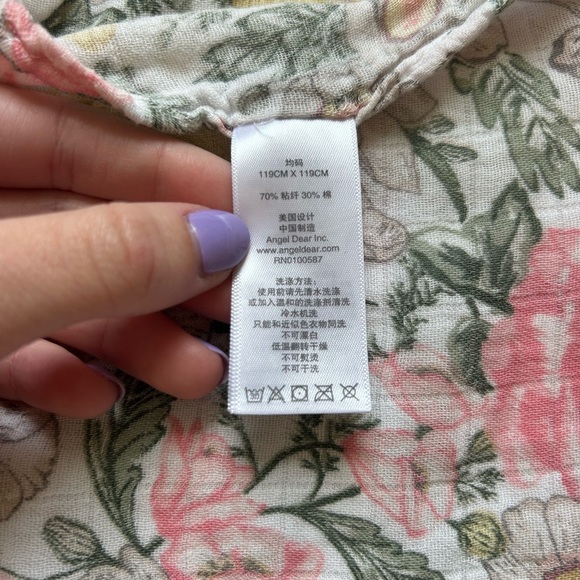 均码
119CM X 119CM
70% 粘纤 30% 棉
美国设计
中国制造
Angel Dear Inc.
www.angeldear.com
RN0100587
洗涤方法:
使用前请先清水洗涤
或加入温和的洗涤剂清洗
冷水机洗
只能和近似色衣物同洗
不可漂白
低温翻转干燥
不可熨烫
不可干洗